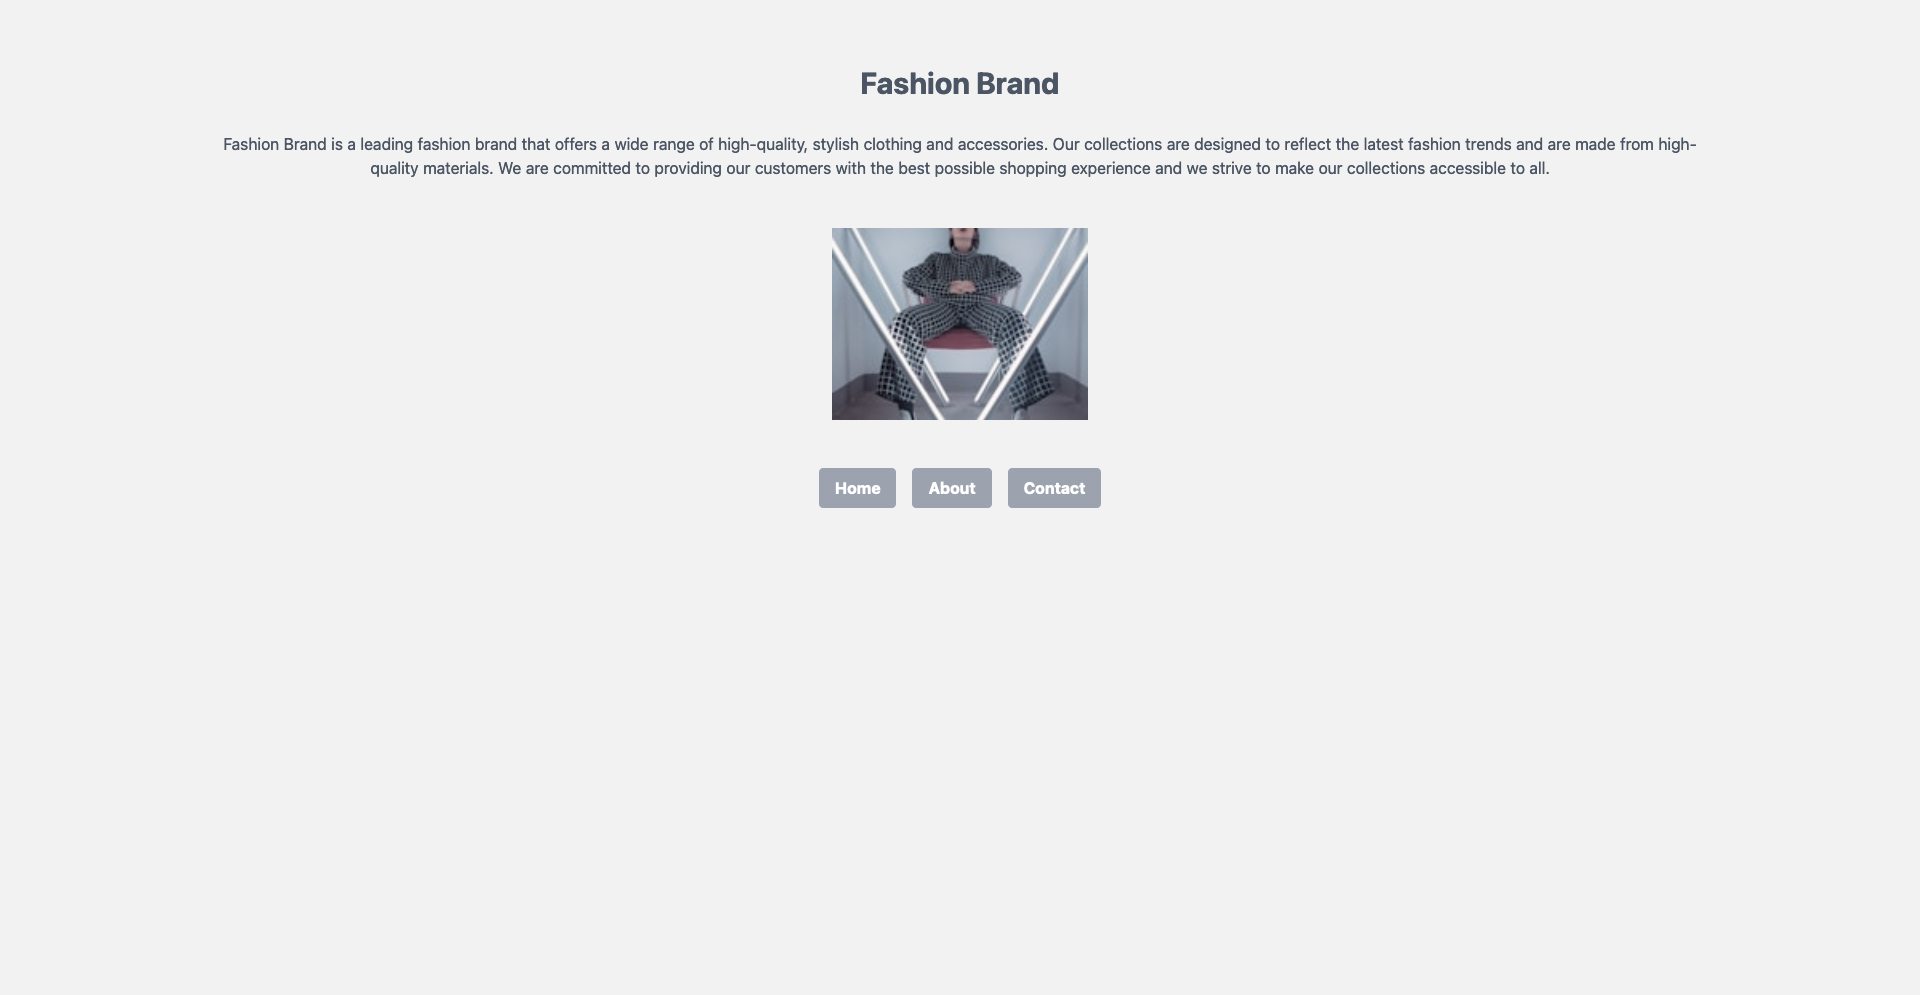 Fashion Brand
Fashion Brand is a leading fashion brand that offers a wide range of high-quality, stylish clothing and accessories. Our collections are designed to reflect the latest fashion trends and are made from high-
quality materials. We are committed to providing our customers with the best possible shopping experience and we strive to make our collections accessible to all.
Home About Contact